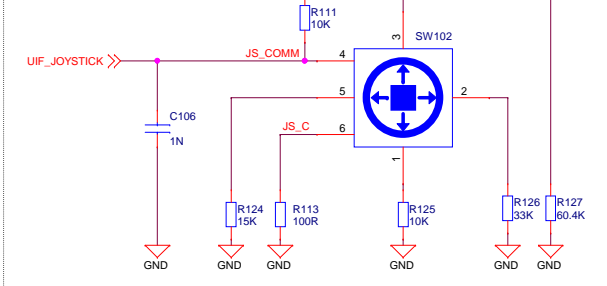 R111
10K
SW102
3
UIF_JOYSTICK
JS_COMM
4
5
2
JS_C
6
C106
1N
1
R124
15K
R113
100R
R125
10K
R126
33K
R127
60.4K
GND
GND
GND
GND
GND
GND